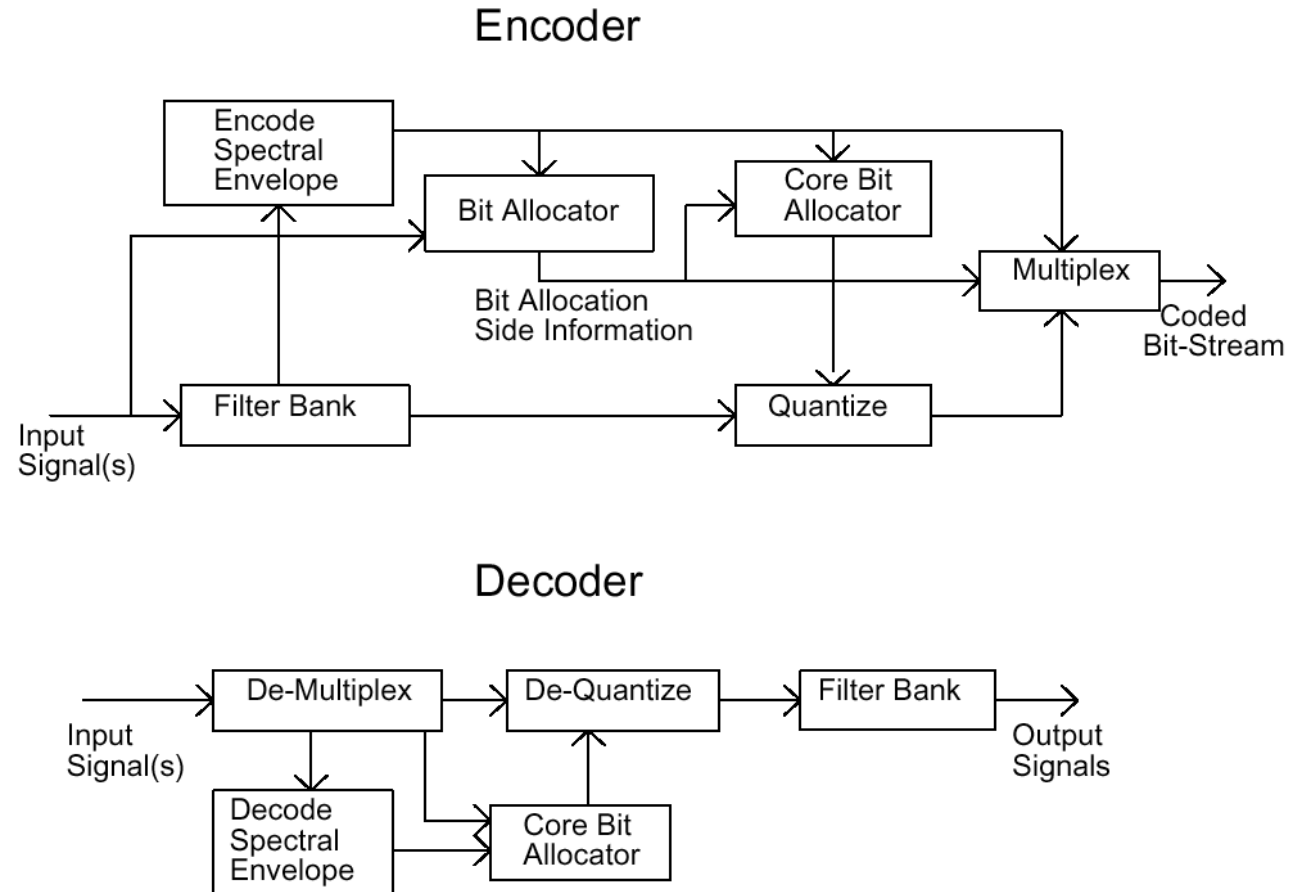 Encoder
Encode
Spectral
Envelope
Bit Allocator
Core Bit
Allocator
Multiplex
Bit Allocation
Side Information
Coded
Bit-Stream
Filter Bank
Quantize
Input
Signal(s)
Decoder
De-Multiplex
De-Quantize
Filter Bank
Input
Signal(s)
Output
Signals
Decode
Spectral
Envelope
Core Bit
Allocator